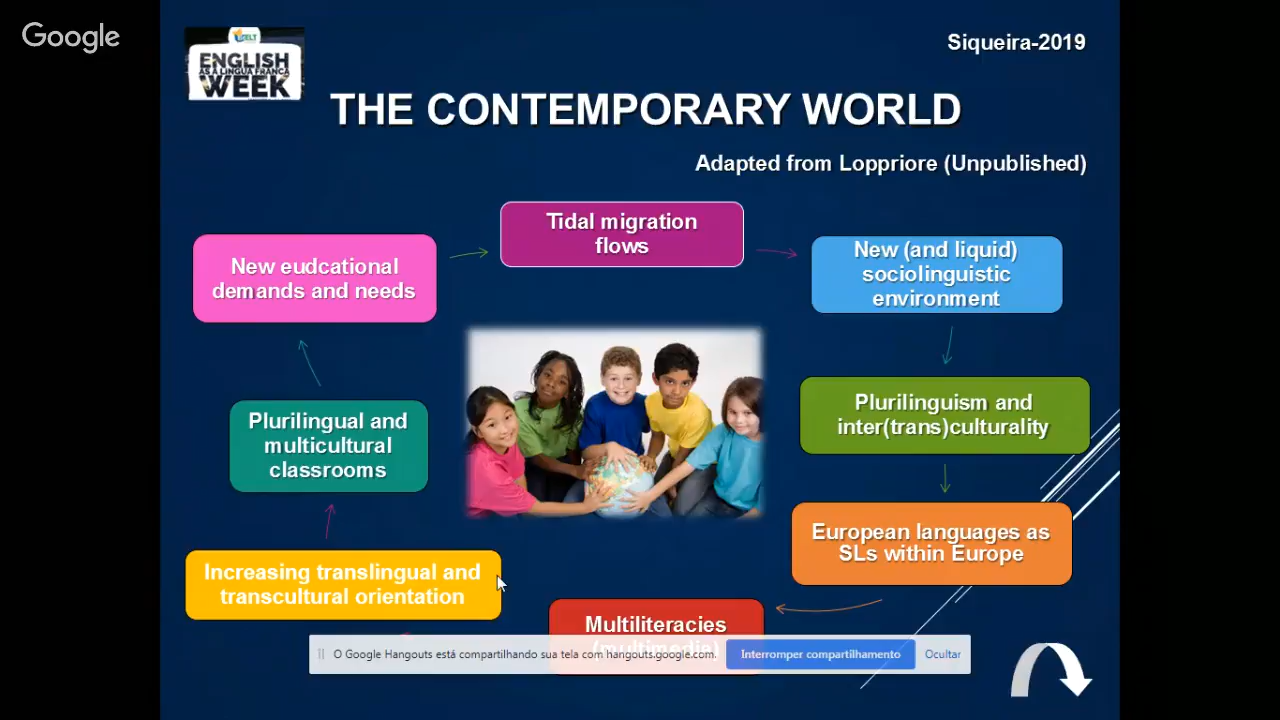 Google
CELT
ENGLISH
AS A LINGUA FRANCA
WEEK
Siqueira-2019
THE CONTEMPORARY WORLD
Adapted from Loppriore (Unpublished)
Tidal migration
flows
New (and liquid)
sociolinguistic
environment
Plurilinguism and
inter(trans)culturality
European languages as
SLs within Europe
Multiliteracies
(multimedia)
Increasing translingual and
transcultural orientation
Plurilingual and
multicultural
classrooms
New eudcational
demands and needs
O Google Hangouts está compartilhando sua tela com hangouts.google.com.
Interromper compartilhamento
Ocultar